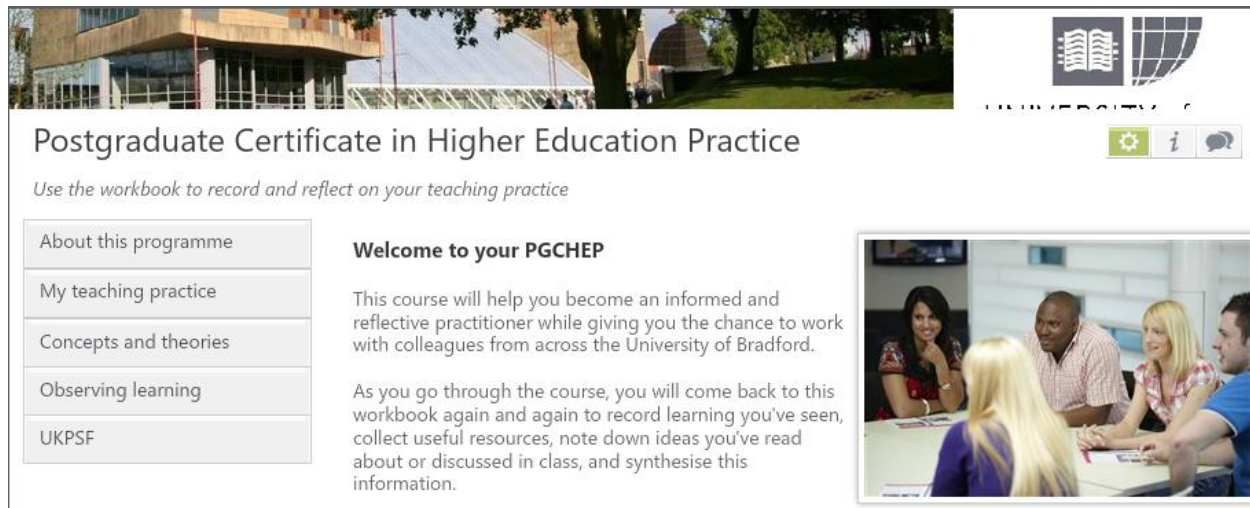 Postgraduate Certificate in Higher Education Practice
Use the workbook to record and reflect on your teaching practice
About this programme
My teaching practice
Concepts and theories
Observing learning
UKPSF
Welcome to your PGCHEP
This course will help you become an informed and
reflective practitioner while giving you the chance to work
with colleagues from across the University of Bradford.
As you go through the course, you will come back to this
workbook again and again to record learning you've seen,
collect useful resources, note down ideas you've read
about or discussed in class, and synthesise this
information.